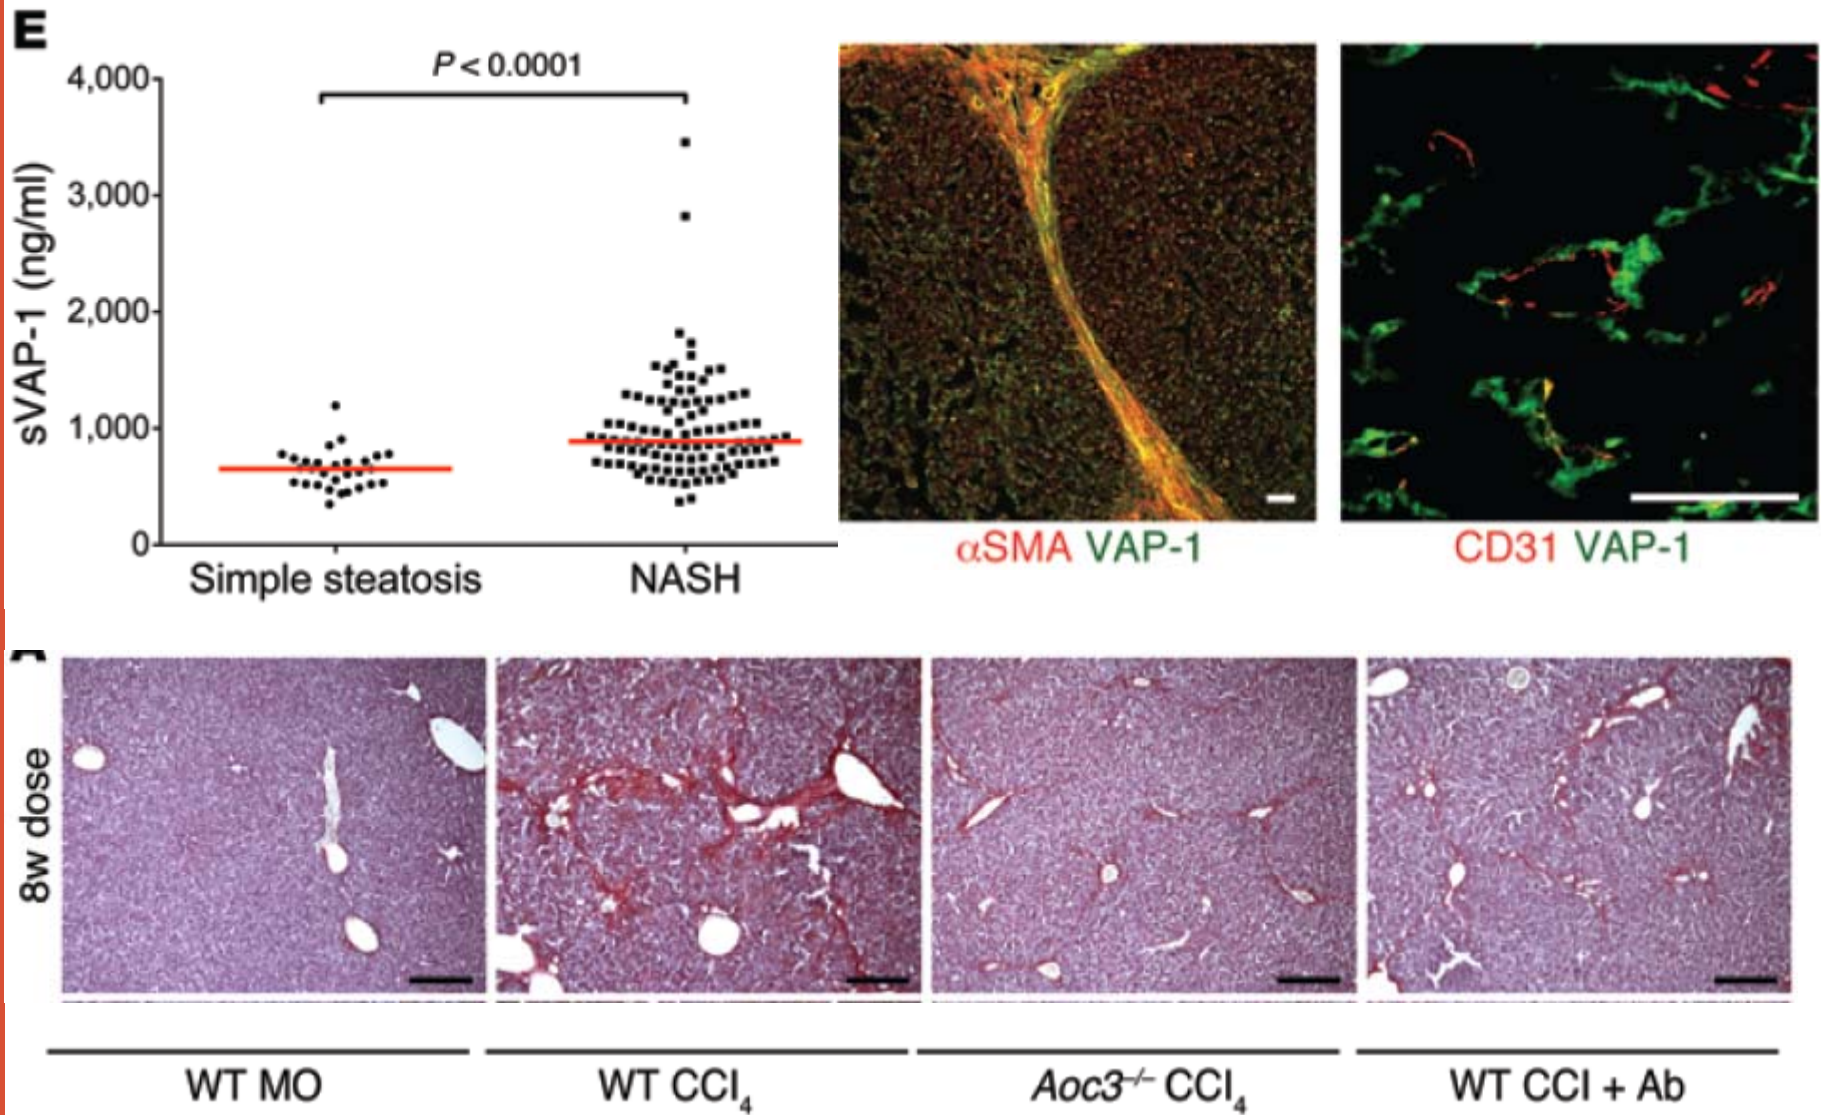 E
P < 0.0001
4,000
3,000
2,000
1,000
0
sVAP-1 (ng/ml)
Simple steatosis
NASH
αSMA VAP-1
CD31 VAP-1
8w dose
WT MO
WT CCl₄
Aoc3⁻/⁻ CCl₄
WT CCl + Ab